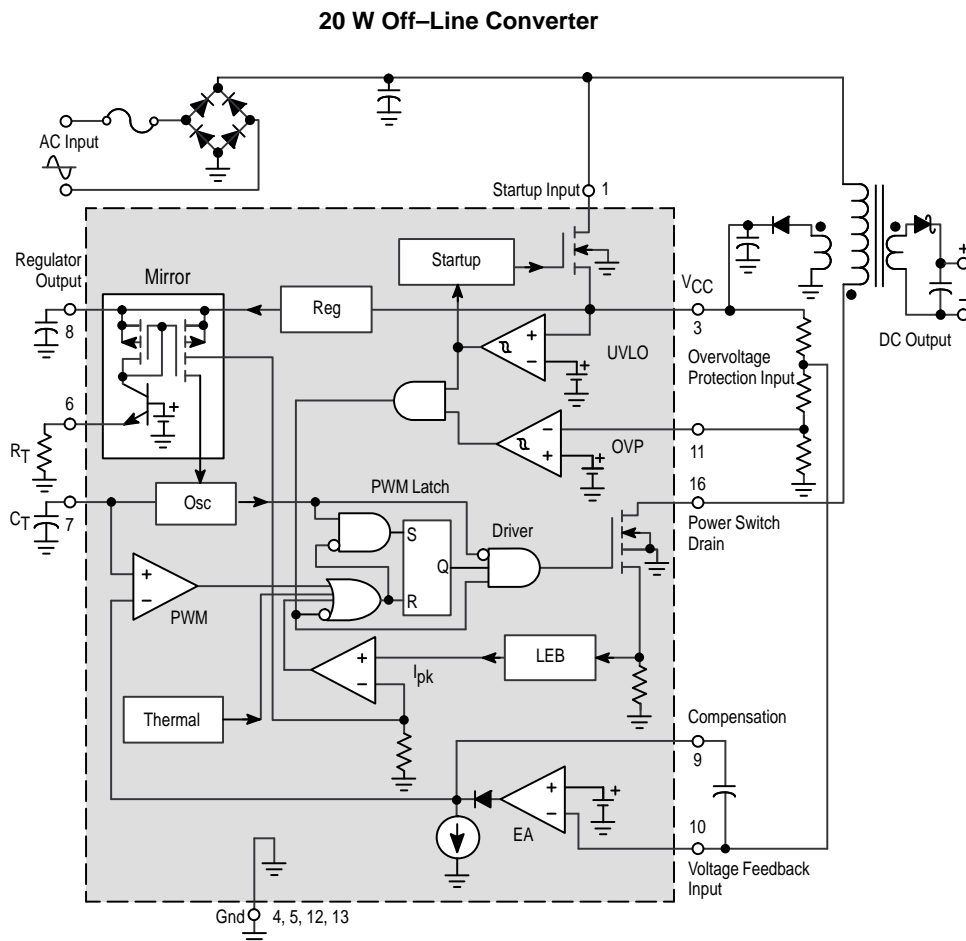 20 W Off–Line Converter
AC Input
Startup Input
1
Regulator
Output
Mirror
Startup
8
Reg
VCC
3
UVLO
DC Output
+
−
Overvoltage
Protection Input
6
+
+
−
+
RT
−
+
OVP
+
11
CT
7
Osc
PWM Latch
16
Power Switch
Drain
Driver
S
Q
R
+
−
PWM
LEB
+
−
Ipk
Thermal
Compensation
9
+
−
+
EA
10
Voltage Feedback
Input
Gnd
4, 5, 12, 13